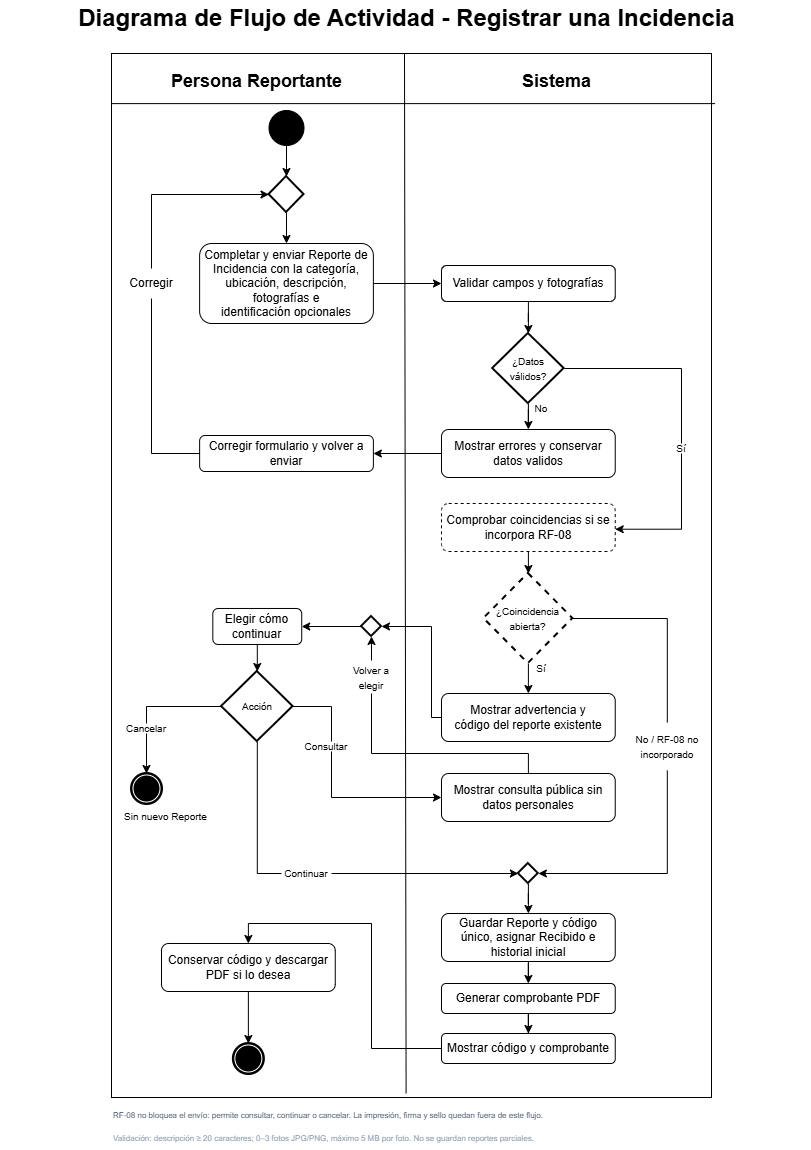 Diagrama de Flujo de Actividad - Registrar una Incidencia
Persona Reportante
Sistema
Completar y enviar Reporte de
Incidencia con la categoría,
ubicación, descripción,
fotografías e
identificación opcionales
Validar campos y fotografías
Corregir
¿Datos
válidos?
No
Sí
Corregir formulario y volver a
enviar
Mostrar errores y conservar
datos validos
Comprobar coincidencias si se
incorpora RF-08
¿Coincidencia
abierta?
Elegir cómo
continuar
Sí
Volver a
elegir
Acción
Mostrar advertencia y
código del reporte existente
Cancelar
Consultar
No / RF-08 no
incorporado
Mostrar consulta pública sin
datos personales
Sin nuevo Reporte
Continuar
Guardar Reporte y código
único, asignar Recibido e
historial inicial
Conservar código y descargar
PDF si lo desea
Generar comprobante PDF
Mostrar código y comprobante
RF-08 no bloquea el envío: permite consultar, continuar o cancelar. La impresión, firma y sello quedan fuera de este flujo.
Validación: descripción ≥ 20 caracteres; 0–3 fotos JPG/PNG, máximo 5 MB por foto. No se guardan reportes parciales.